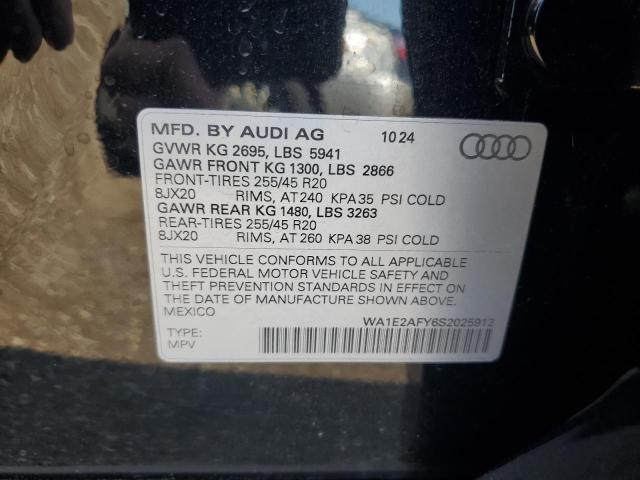 MFD. BY AUDI AG 10 24
GVWR KG 2695, LBS 5941
GAWR FRONT KG 1300, LBS 2866
FRONT-TIRES 255/45 R20
8JX20 RIMS, AT 240 KPA 35 PSI COLD
GAWR REAR KG 1480, LBS 3263
REAR-TIRES 255/45 R20
8JX20 RIMS, AT 260 KPA 38 PSI COLD
THIS VEHICLE CONFORMS TO ALL APPLICABLE
U.S. FEDERAL MOTOR VEHICLE SAFETY AND
THEFT PREVENTION STANDARDS IN EFFECT ON
THE DATE OF MANUFACTURE SHOWN ABOVE.
MEXICO
WA1E2AFY6S2025912
TYPE:
MPV